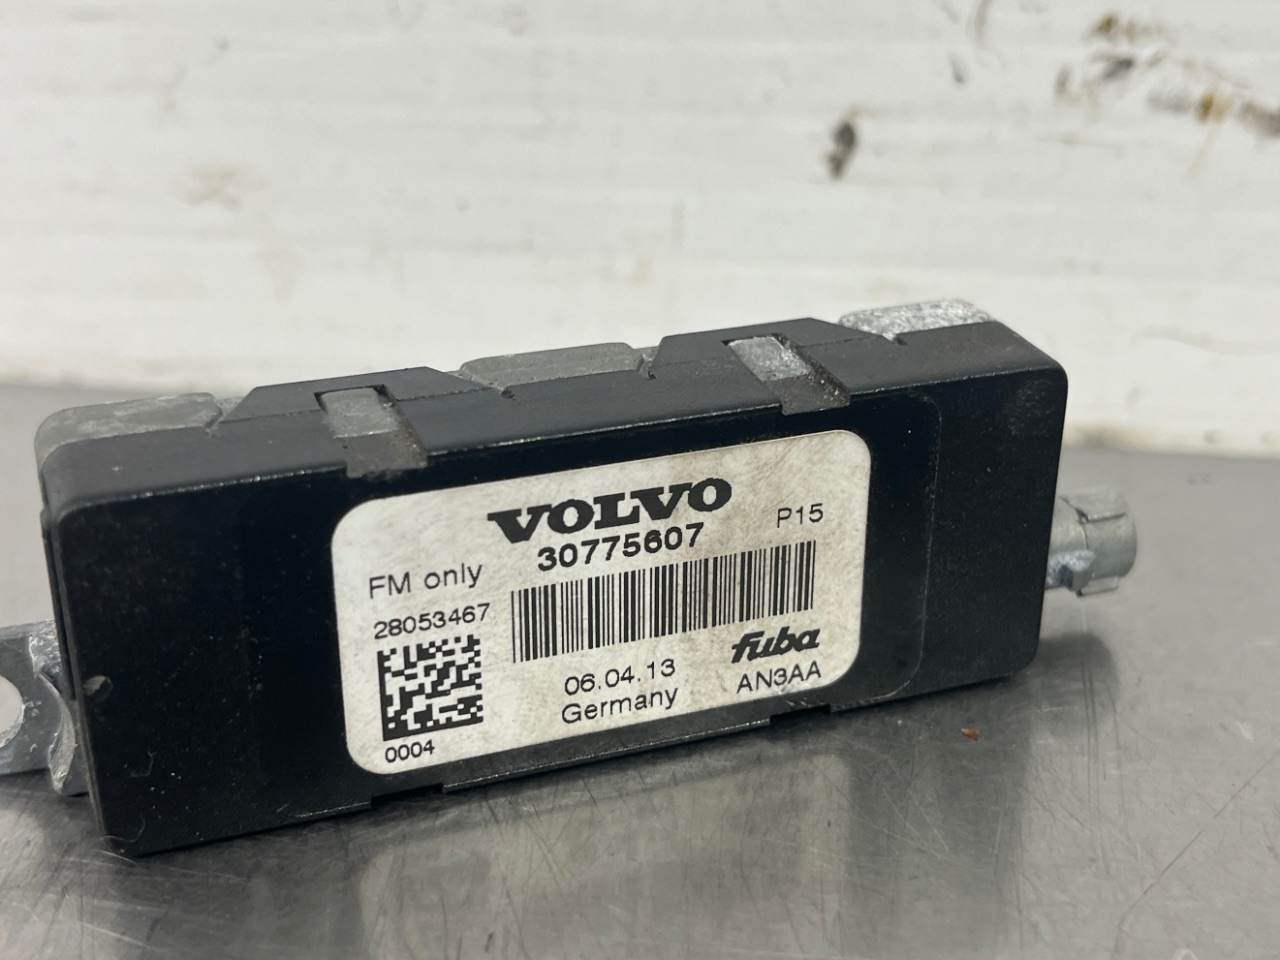 VOLVO
30775607
P15
FM only
28053467
fuba
06.04.13
AN3AA
Germany
0004